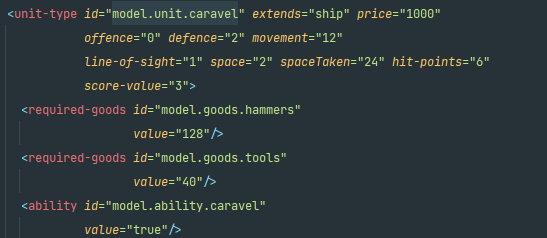 <unit-type id="model.unit.caravel" extends="ship" price="1000"
offence="0" defence="2" movement="12"
line-of-sight="1" space="2" spaceTaken="24" hit-points="6"
score-value="3">
<required-goods id="model.goods.hammers"
value="128"/>
<required-goods id="model.goods.tools"
value="40"/>
<ability id="model.ability.caravel"
value="true"/>